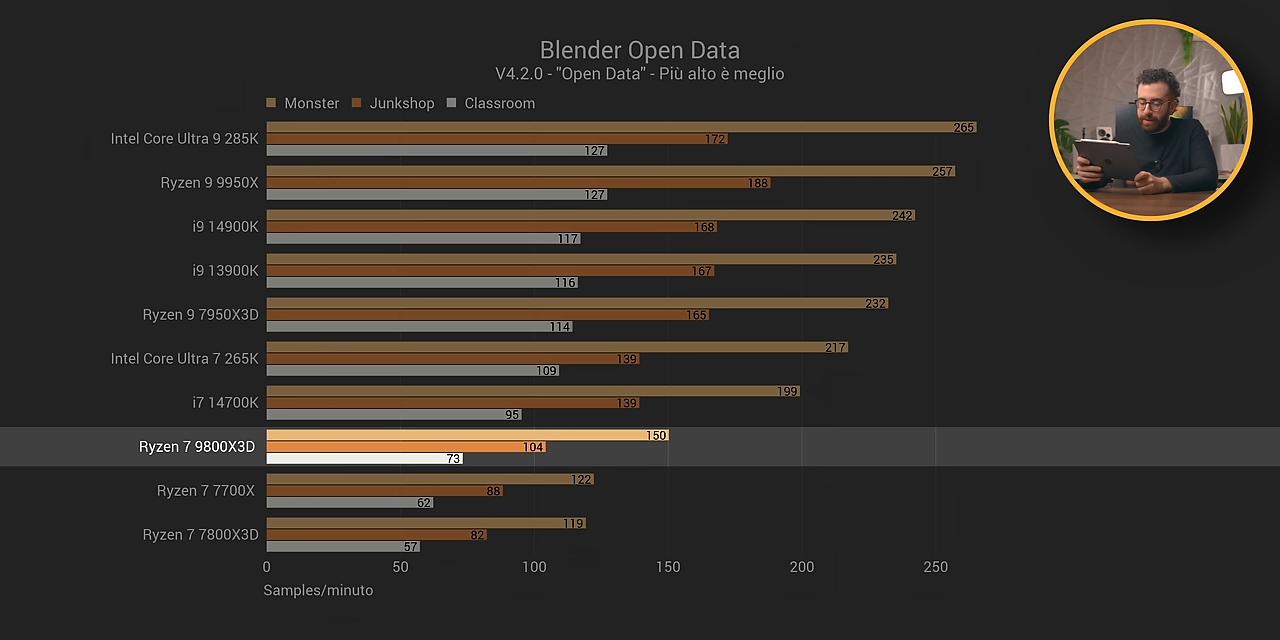 Blender Open Data
V4.2.0 - "Open Data" - Più alto è meglio
Monster Junkshop Classroom
Intel Core Ultra 9 285K 265
172
127
Ryzen 9 9950X 257
188
127
i9 14900K 242
168
117
i9 13900K 235
167
116
Ryzen 9 7950X3D 232
165
114
Intel Core Ultra 7 265K 217
139
109
i7 14700K 199
139
95
Ryzen 7 9800X3D 150
104
73
Ryzen 7 7700X 122
88
62
Ryzen 7 7800X3D 119
82
57
0 50 100 150 200 250
Samples/minuto